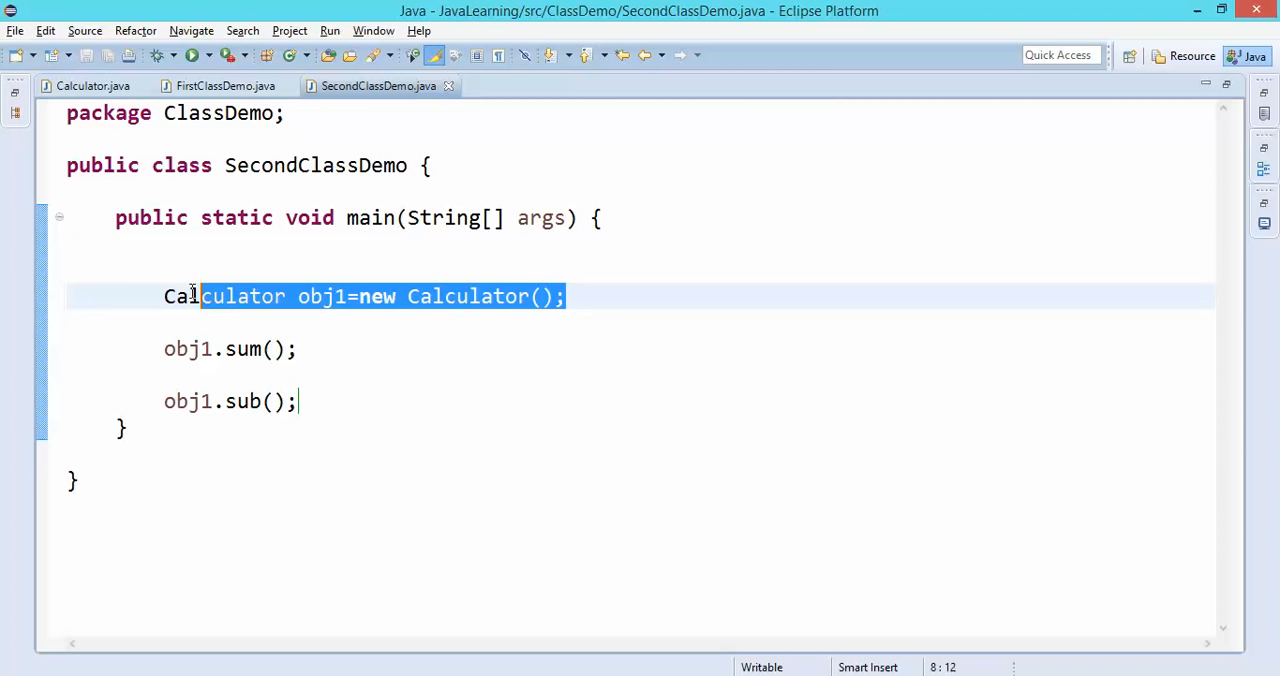 Java - JavaLearning/src/ClassDemo/SecondClassDemo.java - Eclipse Platform
File Edit Source Refactor Navigate Search Project Run Window Help
Quick Access Resource Java
Calculator.java FirstClassDemo.java SecondClassDemo.java
package ClassDemo;
public class SecondClassDemo {
public static void main(String[] args) {
Calculator obj1=new Calculator();
obj1.sum();
obj1.sub();
}
}
Writable Smart Insert 8 : 12